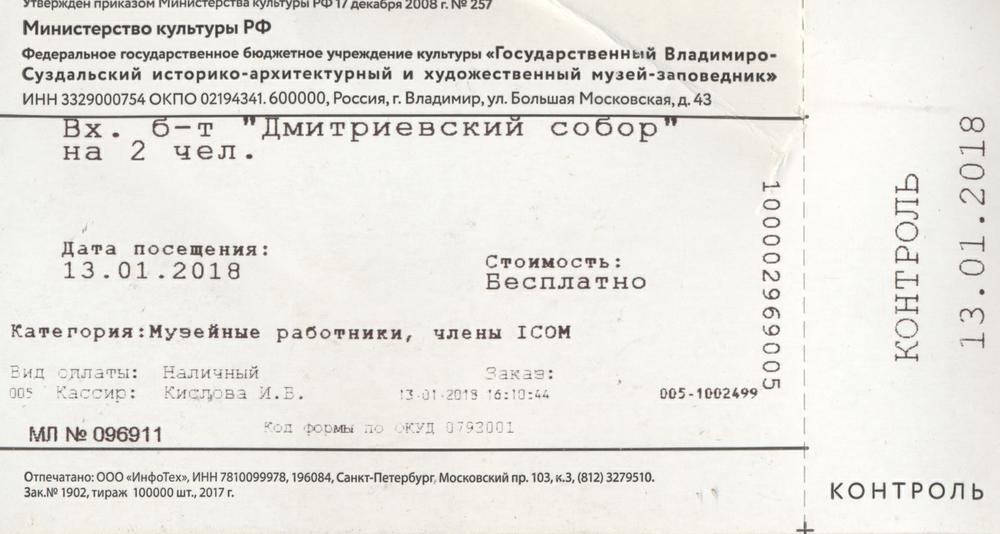 Утвержден приказом Министерства культуры РФ 17 декабря 2008 г. № 257
Министерство культуры РФ
Федеральное государственное бюджетное учреждение культуры «Государственный Владимиро-
Суздальский историко-архитектурный и художественный музей-заповедник»
ИНН 3329000754 ОКПО 02194341. 600000, Россия, г. Владимир, ул. Большая Московская, д. 43
Вх. б-т "Дмитриевский собор"
на 2 чел.
Дата посещения:
13.01.2018
Стоимость:
Бесплатно
Категория:Музейные работники, члены ICOM
Вид оплаты: Наличный Заказ:
005 Кассир: Кислова И.В. 13-01-2018 16:10:44 005-1002499
Код формы по ОКУД 0793001
МЛ № 096911
1000029690005
Отпечатано: ООО «ИнфоТех», ИНН 7810099978, 196084, Санкт-Петербург, Московский пр. 103, к.3, (812) 3279510.
Зак.№ 1902, тираж 100000 шт., 2017 г.
КОНТРОЛЬ
13.01.2018
КОНТРОЛЬ